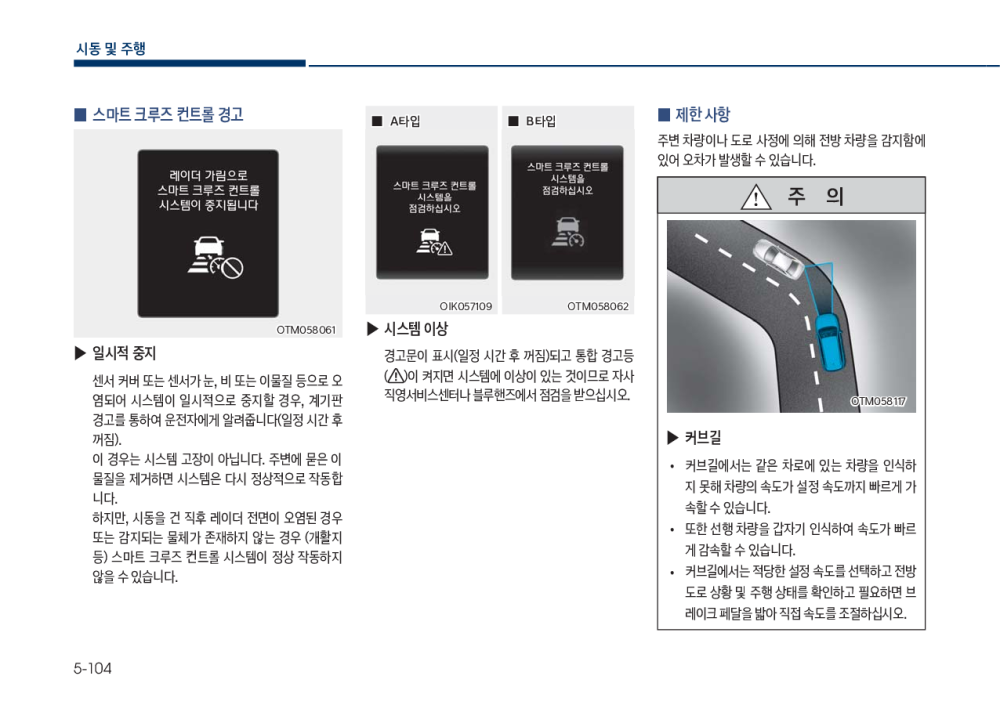 시동 및 주행
■ 스마트 크루즈 컨트롤 경고
레이더 가림으로
스마트 크루즈 컨트롤
시스템이 중지됩니다
OTM058061
▶ 일시적 중지
센서 커버 또는 센서가 눈, 비 또는 이물질 등으로 오
염되어 시스템이 일시적으로 중지할 경우, 계기판
경고를 통하여 운전자에게 알려줍니다(일정 시간 후
꺼짐).
이 경우는 시스템 고장이 아닙니다. 주변에 묻은 이
물질을 제거하면 시스템은 다시 정상적으로 작동합
니다.
하지만, 시동을 건 직후 레이더 전면이 오염된 경우
또는 감지되는 물체가 존재하지 않는 경우 (개활지
등) 스마트 크루즈 컨트롤 시스템이 정상 작동하지
않을 수 있습니다.
■ A타입
스마트 크루즈 컨트롤
시스템을
점검하십시오
OIK057109
■ B타입
스마트 크루즈 컨트롤
시스템을
점검하십시오
OTM058062
▶ 시스템 이상
경고문이 표시(일정 시간 후 꺼짐)되고 통합 경고등
(⚠)이 켜지면 시스템에 이상이 있는 것이므로 자사
직영서비스센터나 블루핸즈에서 점검을 받으십시오.
■ 제한 사항
주변 차량이나 도로 사정에 의해 전방 차량을 감지함에
있어 오차가 발생할 수 있습니다.
⚠ 주 의
OTM058117
▶ 커브길
• 커브길에서는 같은 차로에 있는 차량을 인식하
지 못해 차량의 속도가 설정 속도까지 빠르게 가
속할 수 있습니다.
• 또한 선행 차량을 갑자기 인식하여 속도가 빠르
게 감속할 수 있습니다.
• 커브길에서는 적당한 설정 속도를 선택하고 전방
도로 상황 및 주행 상태를 확인하고 필요하면 브
레이크 페달을 밟아 직접 속도를 조절하십시오.
5-104